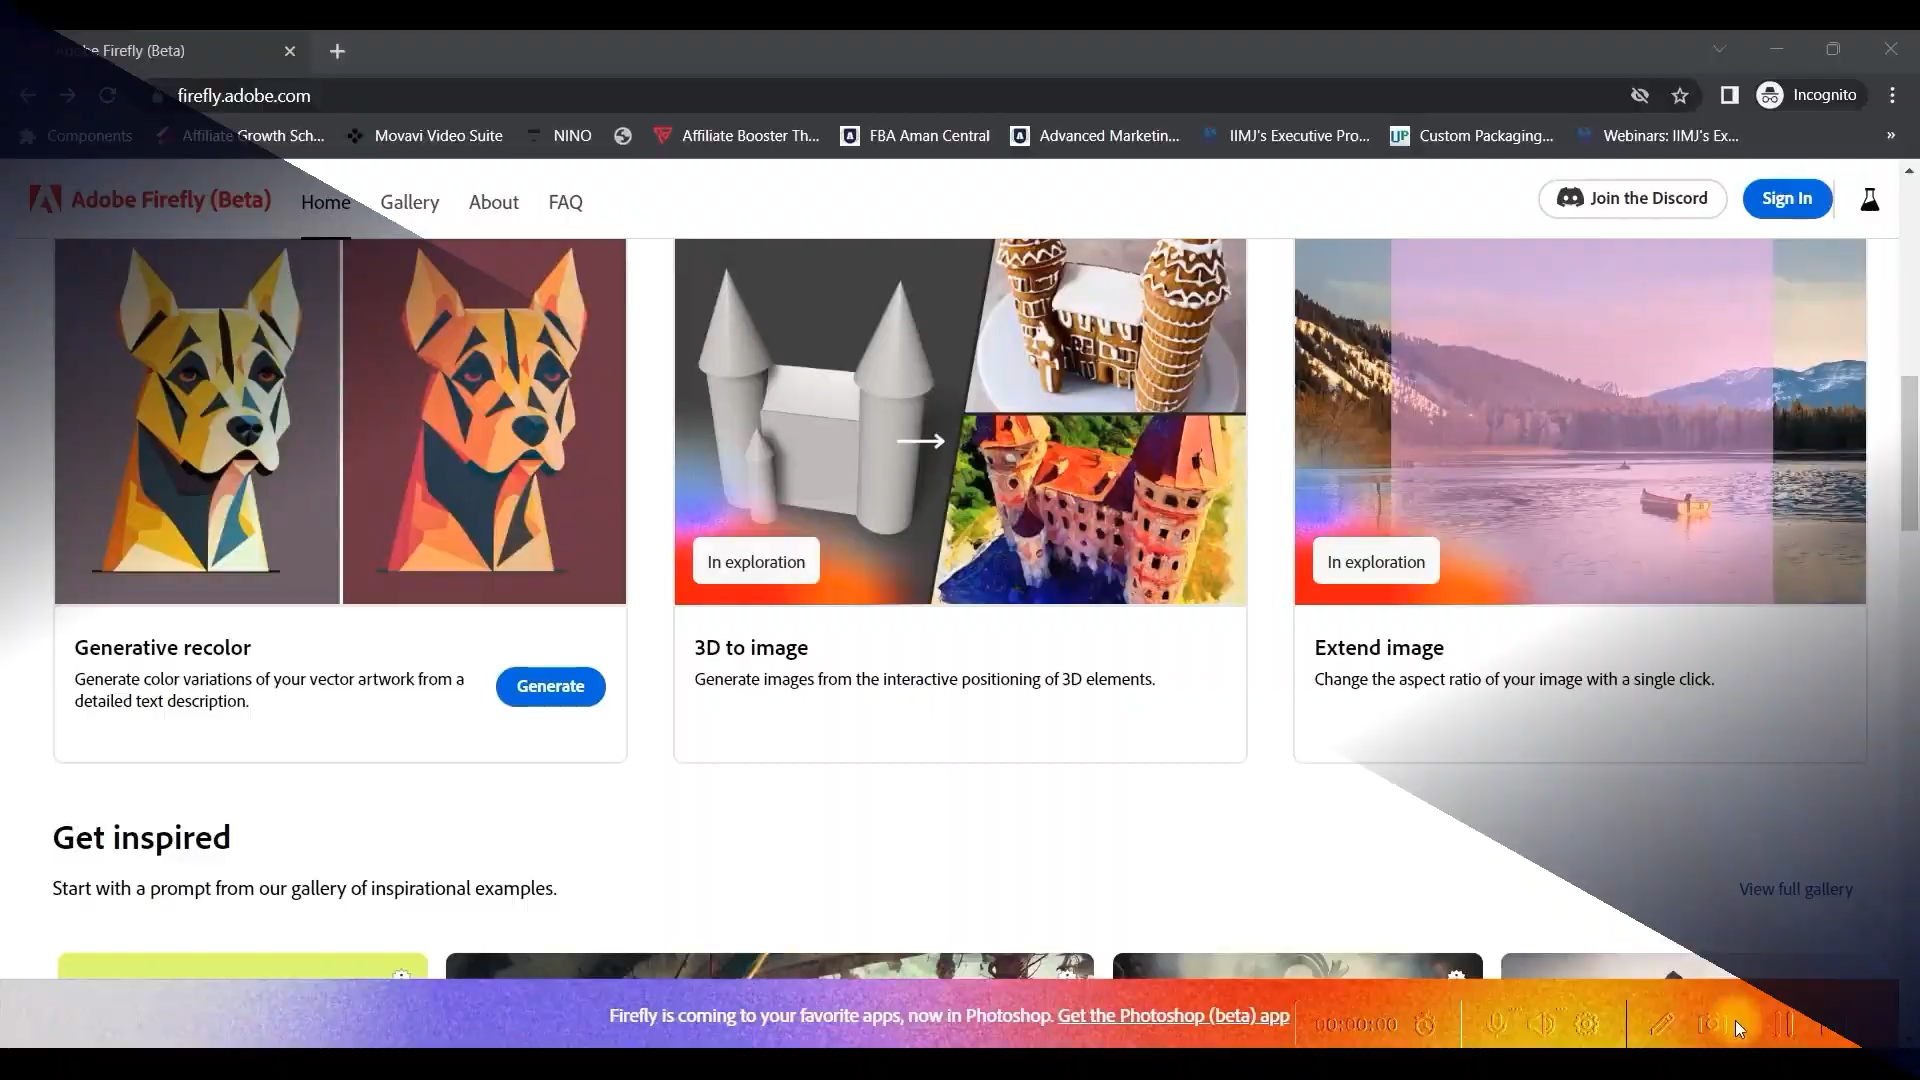 Adobe Firefly (Beta)
firefly.adobe.com
Incognito
Components
Affiliate Growth Sch...
Movavi Video Suite
NINO
Affiliate Booster Th...
FBA Aman Central
Advanced Marketin...
IIMJ's Executive Pro...
UP
Custom Packaging...
Webinars: IIMJ's Ex...
»
Adobe Firefly (Beta)
Home
Gallery
About
FAQ
Join the Discord
Sign In
In exploration
In exploration
Generative recolor
Generate color variations of your vector artwork from a
detailed text description.
Generate
3D to image
Generate images from the interactive positioning of 3D elements.
Extend image
Change the aspect ratio of your image with a single click.
Get inspired
Start with a prompt from our gallery of inspirational examples.
View full gallery
Firefly is coming to your favorite apps, now in Photoshop. Get the Photoshop (beta) app
00:00:00